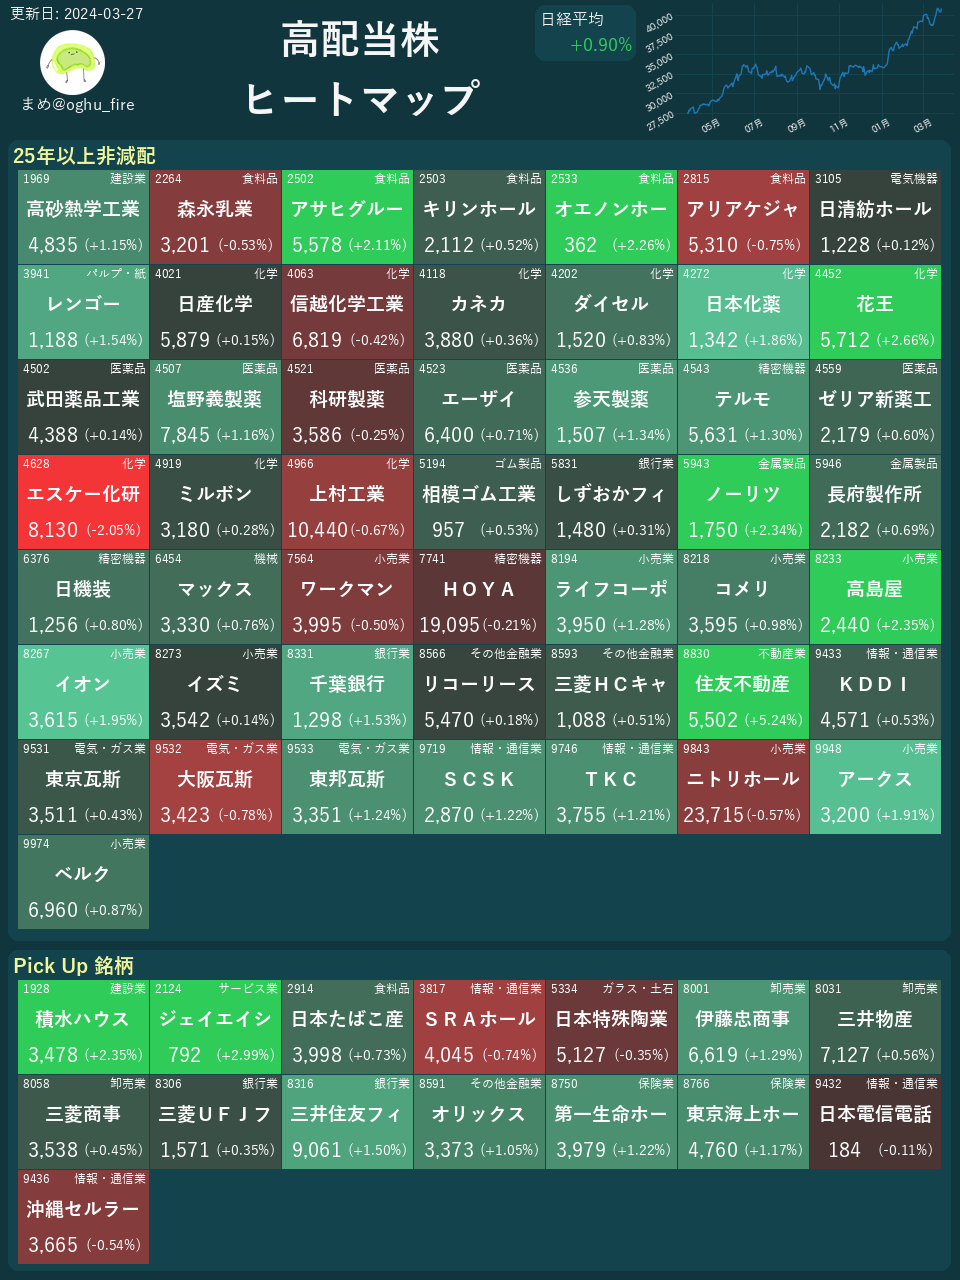 更新日: 2024-03-27
まめ@oghu_fire
高配当株
ヒートマップ
日経平均
+0.90%
40,000
37,500
35,000
32,500
30,000
27,500
05月 07月 09月 11月 01月 03月
25年以上非減配
1969 建設業 2264 食料品 2502 食料品 2503 食料品 2533 食料品 2815 食料品 3105 電気機器
高砂熱学工業 森永乳業 アサヒグルー キリンホール オエノンホー アリアケジャ 日清紡ホール
4,835 (+1.15%) 3,201 (-0.53%) 5,578 (+2.11%) 2,112 (+0.52%) 362 (+2.26%) 5,310 (-0.75%) 1,228 (+0.12%)
3941 パルプ・紙 4021 化学 4063 化学 4118 化学 4202 化学 4272 化学 4452 化学
レンゴー 日産化学 信越化学工業 カネカ ダイセル 日本化薬 花王
1,188 (+1.54%) 5,879 (+0.15%) 6,819 (-0.42%) 3,880 (+0.36%) 1,520 (+0.83%) 1,342 (+1.86%) 5,712 (+2.66%)
4502 医薬品 4507 医薬品 4521 医薬品 4523 医薬品 4536 医薬品 4543 精密機器 4559 医薬品
武田薬品工業 塩野義製薬 科研製薬 エーザイ 参天製薬 テルモ ゼリア新薬工
4,388 (+0.14%) 7,845 (+1.16%) 3,586 (-0.25%) 6,400 (+0.71%) 1,507 (+1.34%) 5,631 (+1.30%) 2,179 (+0.60%)
4628 化学 4919 化学 4966 化学 5194 ゴム製品 5831 銀行業 5943 金属製品 5946 金属製品
エスケー化研 ミルボン 上村工業 相模ゴム工業 しずおかフィ ノーリツ 長府製作所
8,130 (-2.05%) 3,180 (+0.28%) 10,440 (-0.67%) 957 (+0.53%) 1,480 (+0.31%) 1,750 (+2.34%) 2,182 (+0.69%)
6376 精密機器 6454 機械 7564 小売業 7741 精密機器 8194 小売業 8218 小売業 8233 小売業
日機装 マックス ワークマン ＨＯＹＡ ライフコーポ コメリ 高島屋
1,256 (+0.80%) 3,330 (+0.76%) 3,995 (-0.50%) 19,095 (-0.21%) 3,950 (+1.28%) 3,595 (+0.98%) 2,440 (+2.35%)
8267 小売業 8273 小売業 8331 銀行業 8566 その他金融業 8593 その他金融業 8830 不動産業 9433 情報・通信業
イオン イズミ 千葉銀行 リコーリース 三菱ＨＣキャ 住友不動産 ＫＤＤＩ
3,615 (+1.95%) 3,542 (+0.14%) 1,298 (+1.53%) 5,470 (+0.18%) 1,088 (+0.51%) 5,502 (+5.24%) 4,571 (+0.53%)
9531 電気・ガス業 9532 電気・ガス業 9533 電気・ガス業 9719 情報・通信業 9746 情報・通信業 9843 小売業 9948 小売業
東京瓦斯 大阪瓦斯 東邦瓦斯 ＳＣＳＫ ＴＫＣ ニトリホール アークス
3,511 (+0.43%) 3,423 (-0.78%) 3,351 (+1.24%) 2,870 (+1.22%) 3,755 (+1.21%) 23,715 (-0.57%) 3,200 (+1.91%)
9974 小売業
ベルク
6,960 (+0.87%)
Pick Up 銘柄
1928 建設業 2124 サービス業 2914 食料品 3817 情報・通信業 5334 ガラス・土石 8001 卸売業 8031 卸売業
積水ハウス ジェイエイシ 日本たばこ産 ＳＲＡホール 日本特殊陶業 伊藤忠商事 三井物産
3,478 (+2.35%) 792 (+2.99%) 3,998 (+0.73%) 4,045 (-0.74%) 5,127 (-0.35%) 6,619 (+1.29%) 7,127 (+0.56%)
8058 卸売業 8306 銀行業 8316 銀行業 8591 その他金融業 8750 保険業 8766 保険業 9432 情報・通信業
三菱商事 三菱ＵＦＪフ 三井住友フィ オリックス 第一生命ホー 東京海上ホー 日本電信電話
3,538 (+0.45%) 1,571 (+0.35%) 9,061 (+1.50%) 3,373 (+1.05%) 3,979 (+1.22%) 4,760 (+1.17%) 184 (-0.11%)
9436 情報・通信業
沖縄セルラー
3,665 (-0.54%)